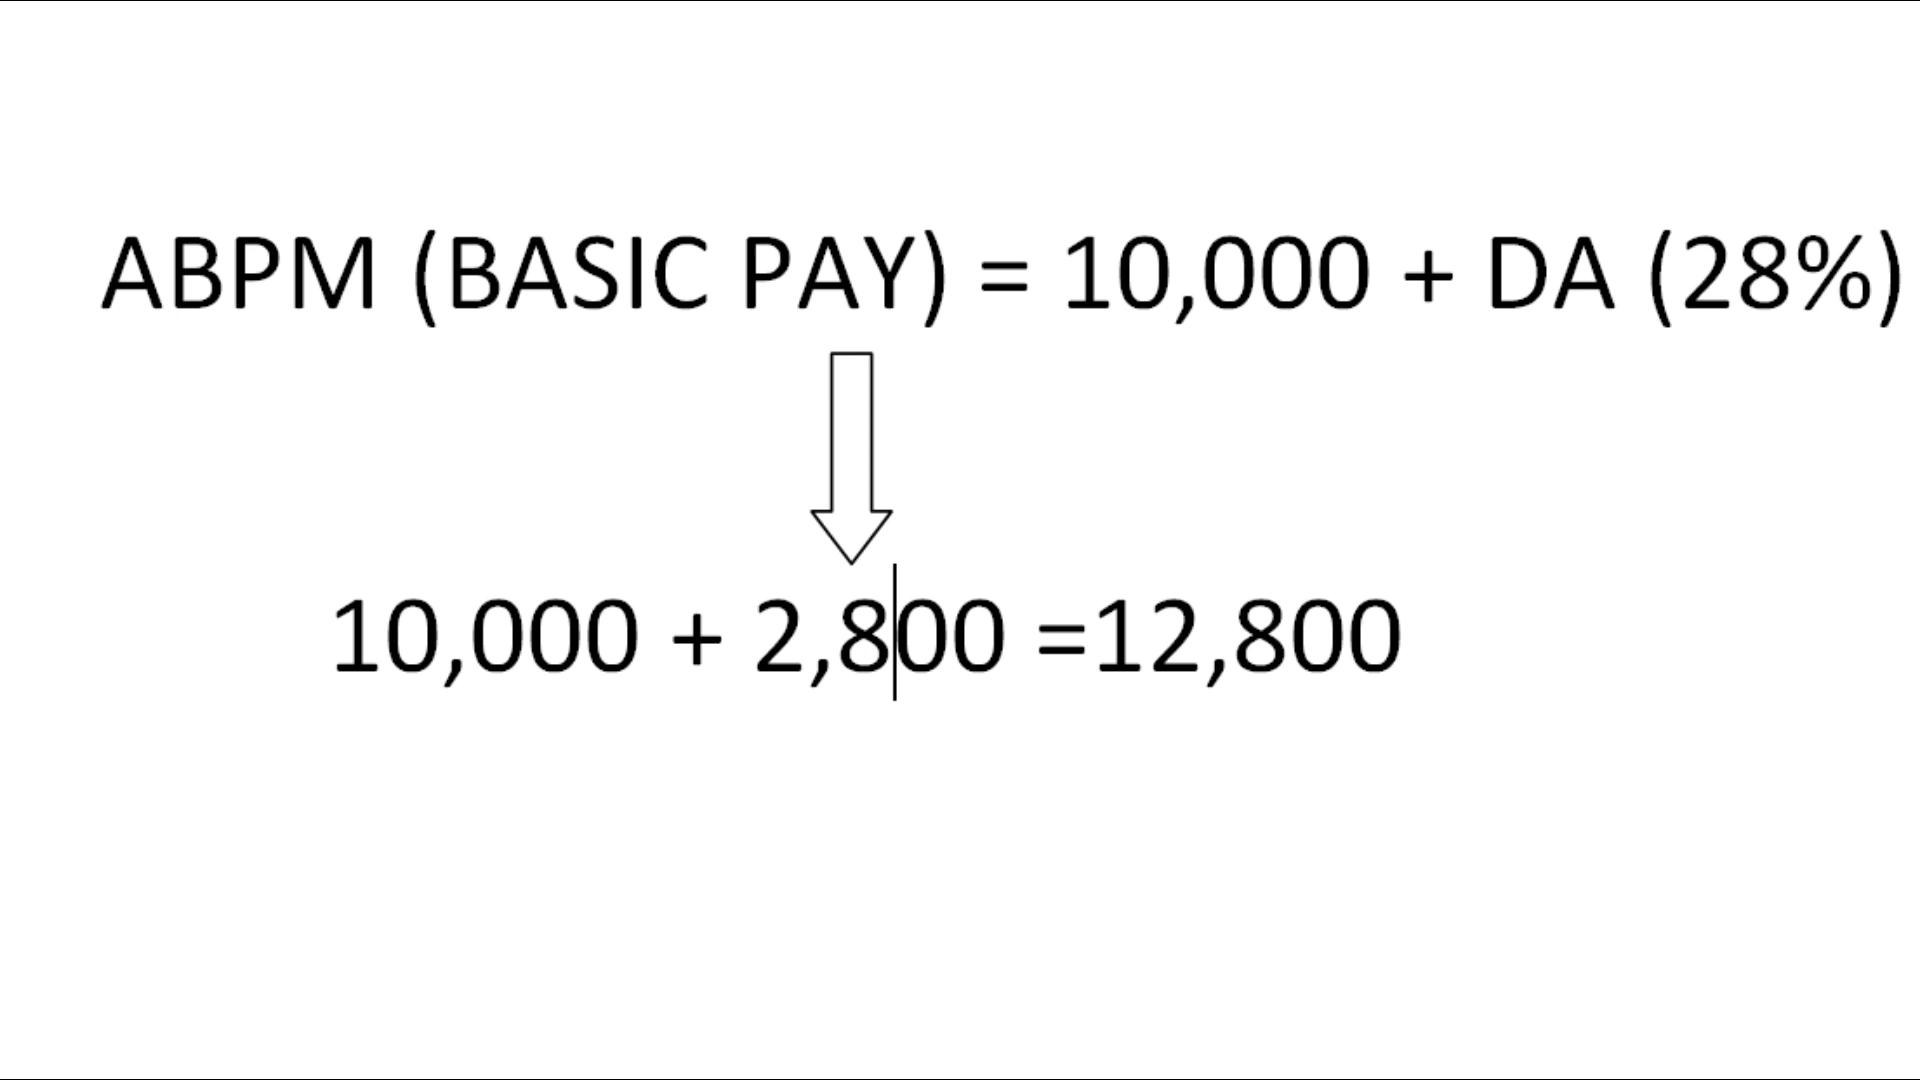 ABPM (BASIC PAY) = 10,000 + DA (28%)
10,000 + 2,800 =12,800